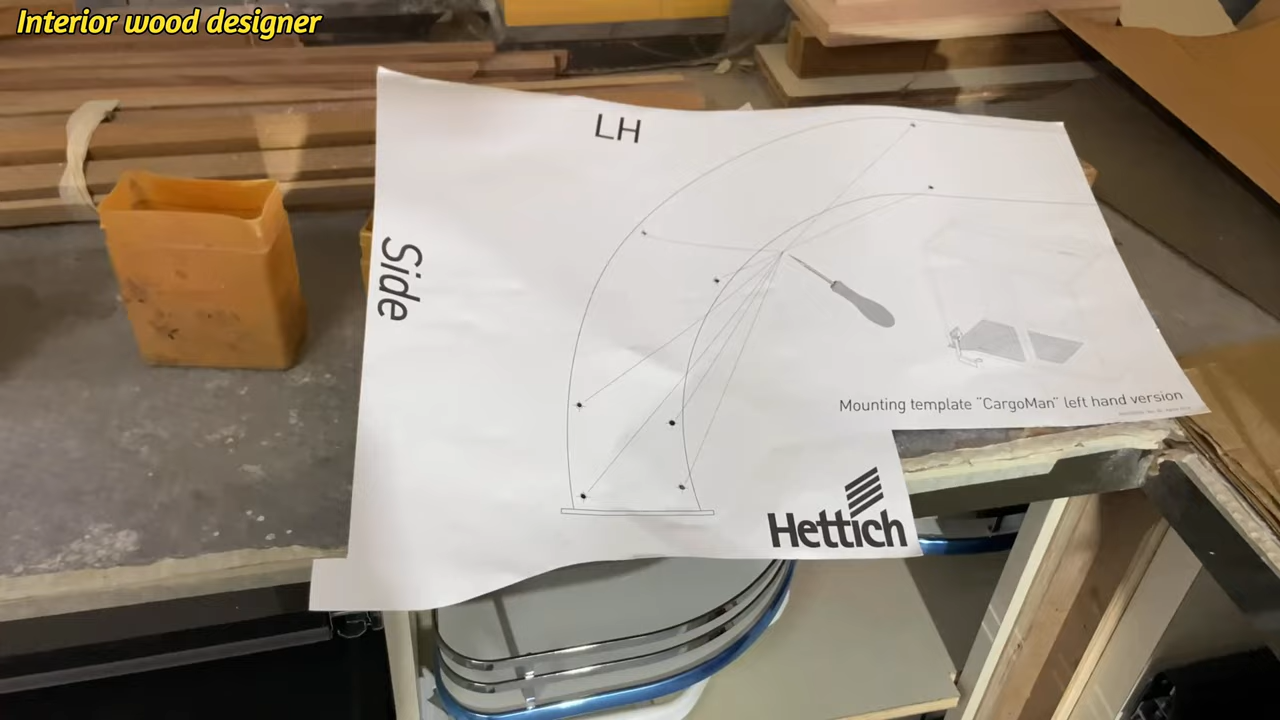 Interior wood designer
LH
Side
Mounting template "CargoMan" left hand version
Hettich